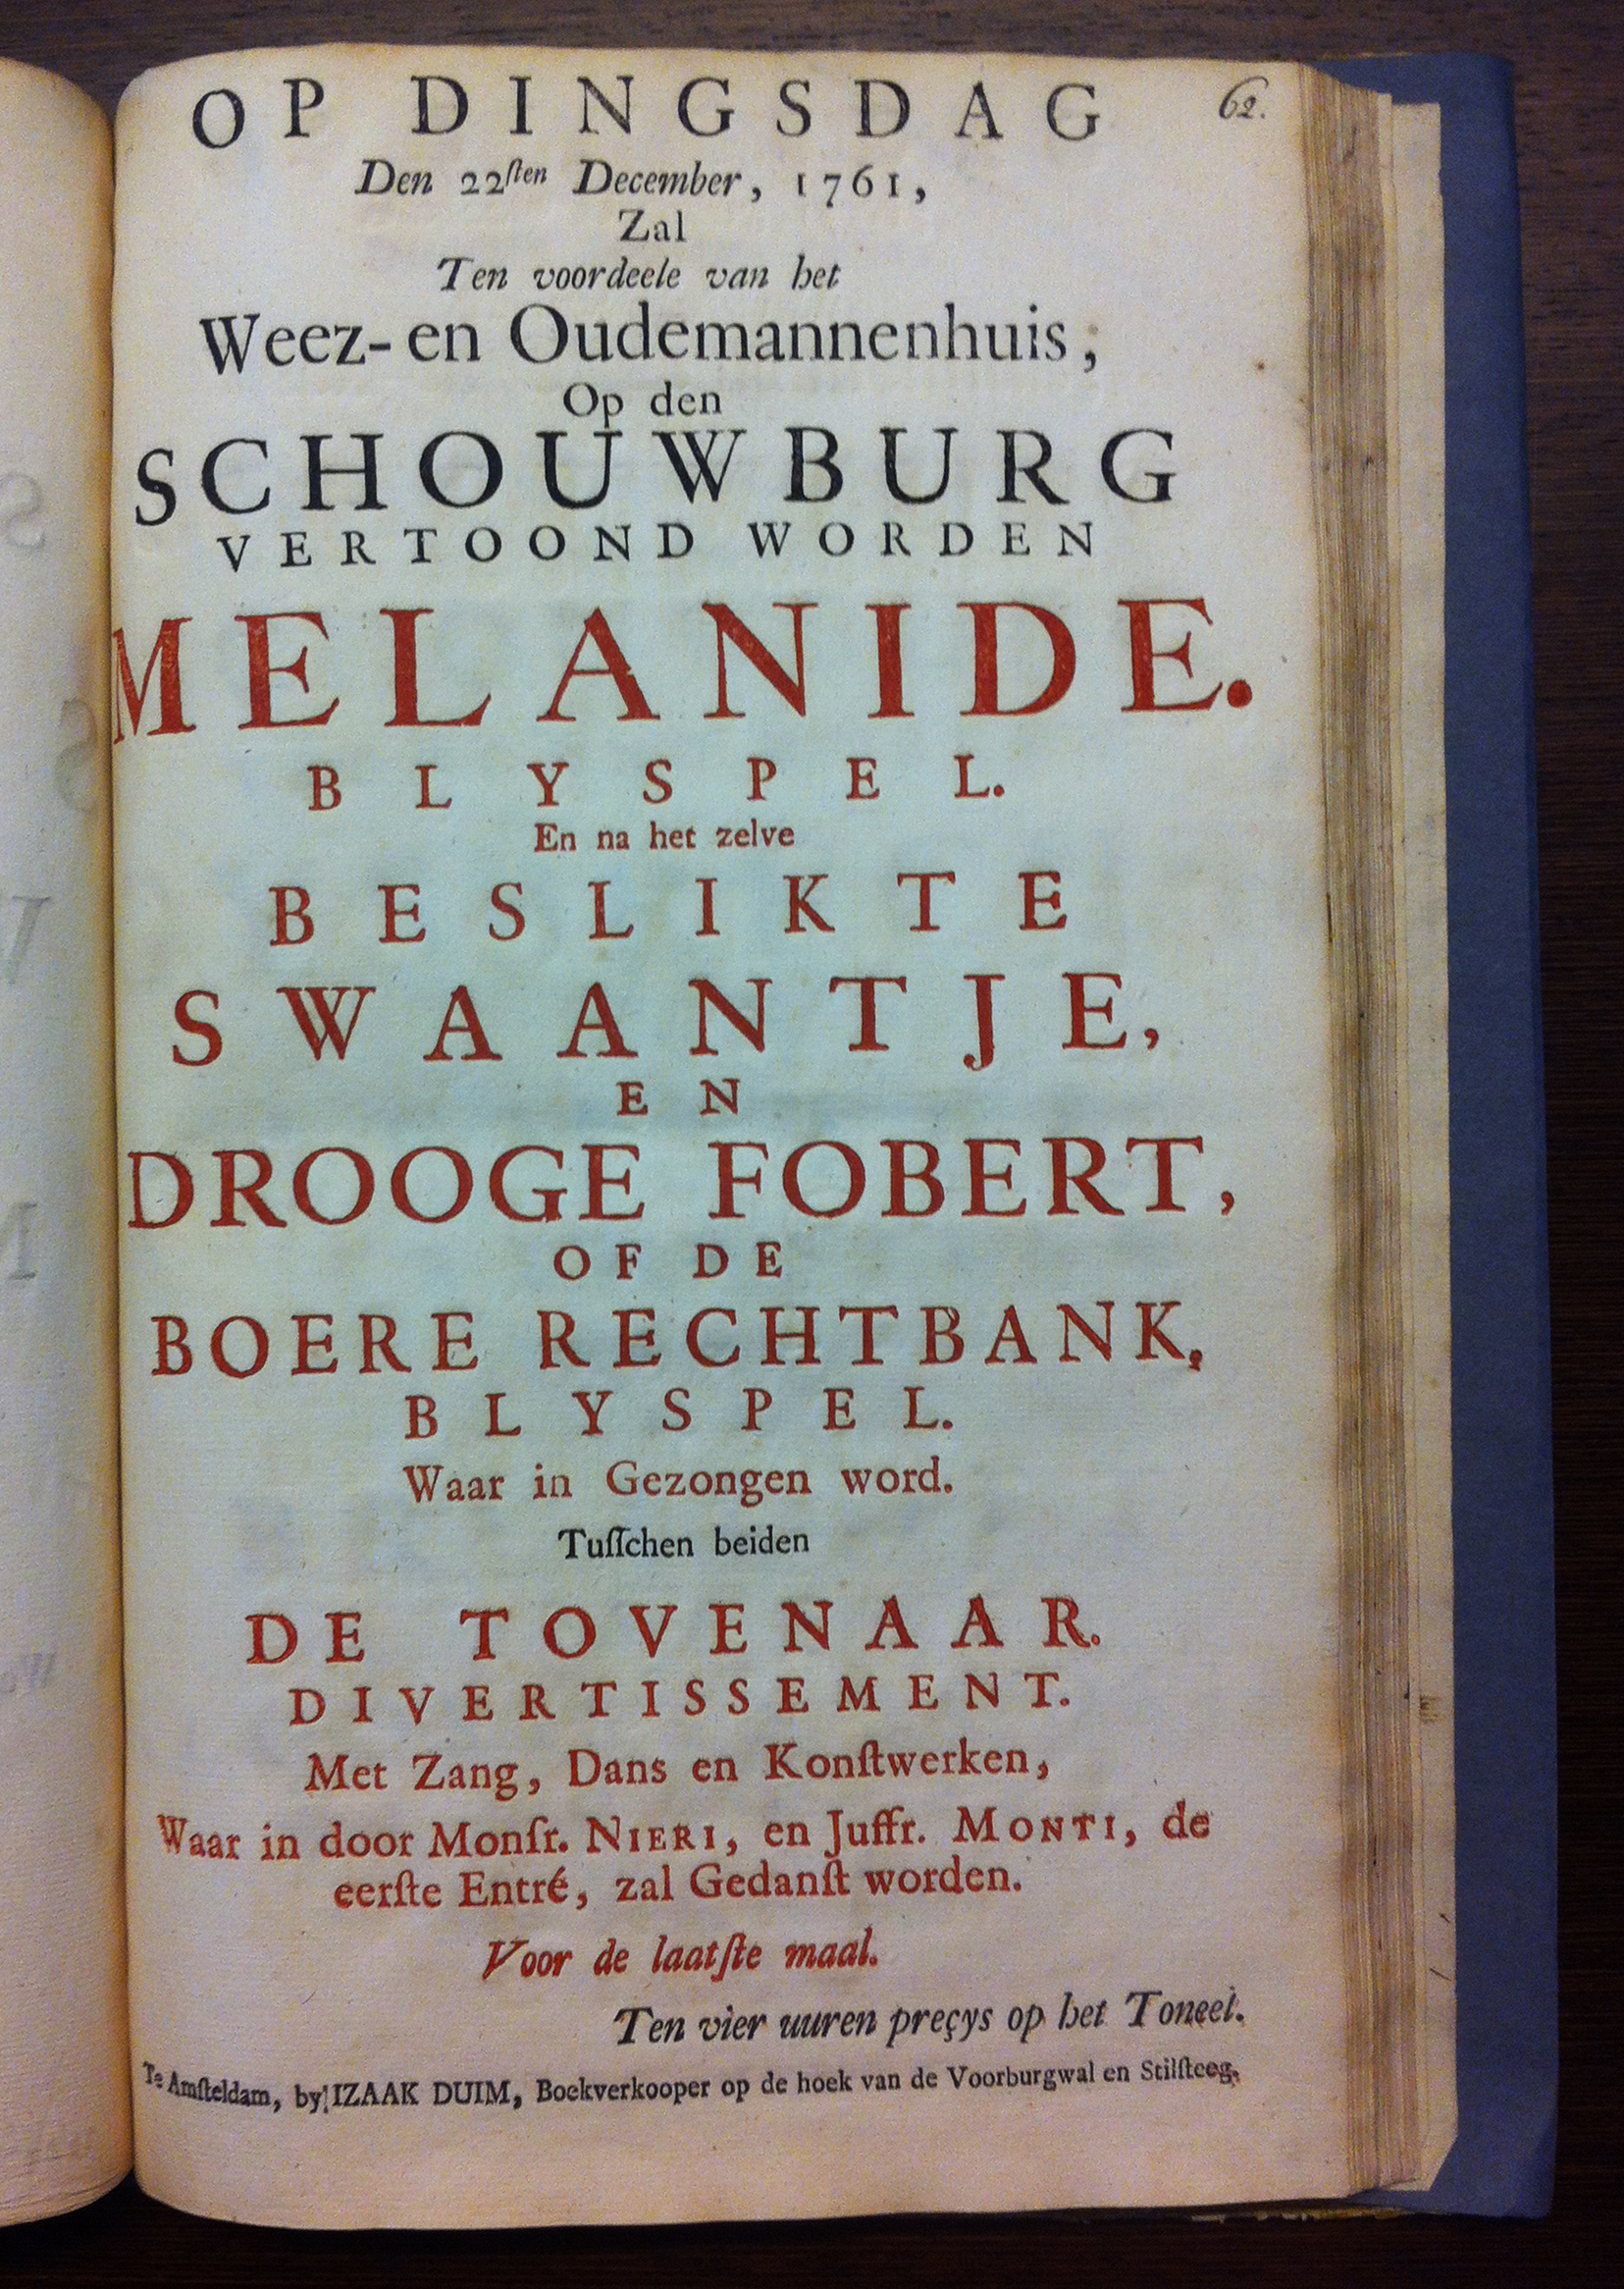 OP DINGSDAG 62.
Den 22ſten December, 1761,
Zal
Ten voordeele van het
Weez- en Oudemannenhuis;
Op den
SCHOUWBURG
VERTOOND WORDEN
MELANIDE.
BLYSPEL.
En na het zelve
BESLIKTE
SWAANTJE,
EN
DROOGE FOBERT,
OF DE
BOERE RECHTBANK,
BLYSPEL.
Waar in Gezongen word.
Tuſſchen beiden
DE TOVENAAR.
DIVERTISSEMENT.
Met Zang, Dans en Konſtwerken,
Waar in door Monſr. NIERI, en Juffr. MONTI, de
eerſte Entré, zal Gedanſt worden.
Voor de laatſte maal.
Ten vier uuren preçys op het Toneel.
Te Amſteldam, by IZAAK DUIM, Boekverkooper op de hoek van de Voorburgwal en Stilſteeg.